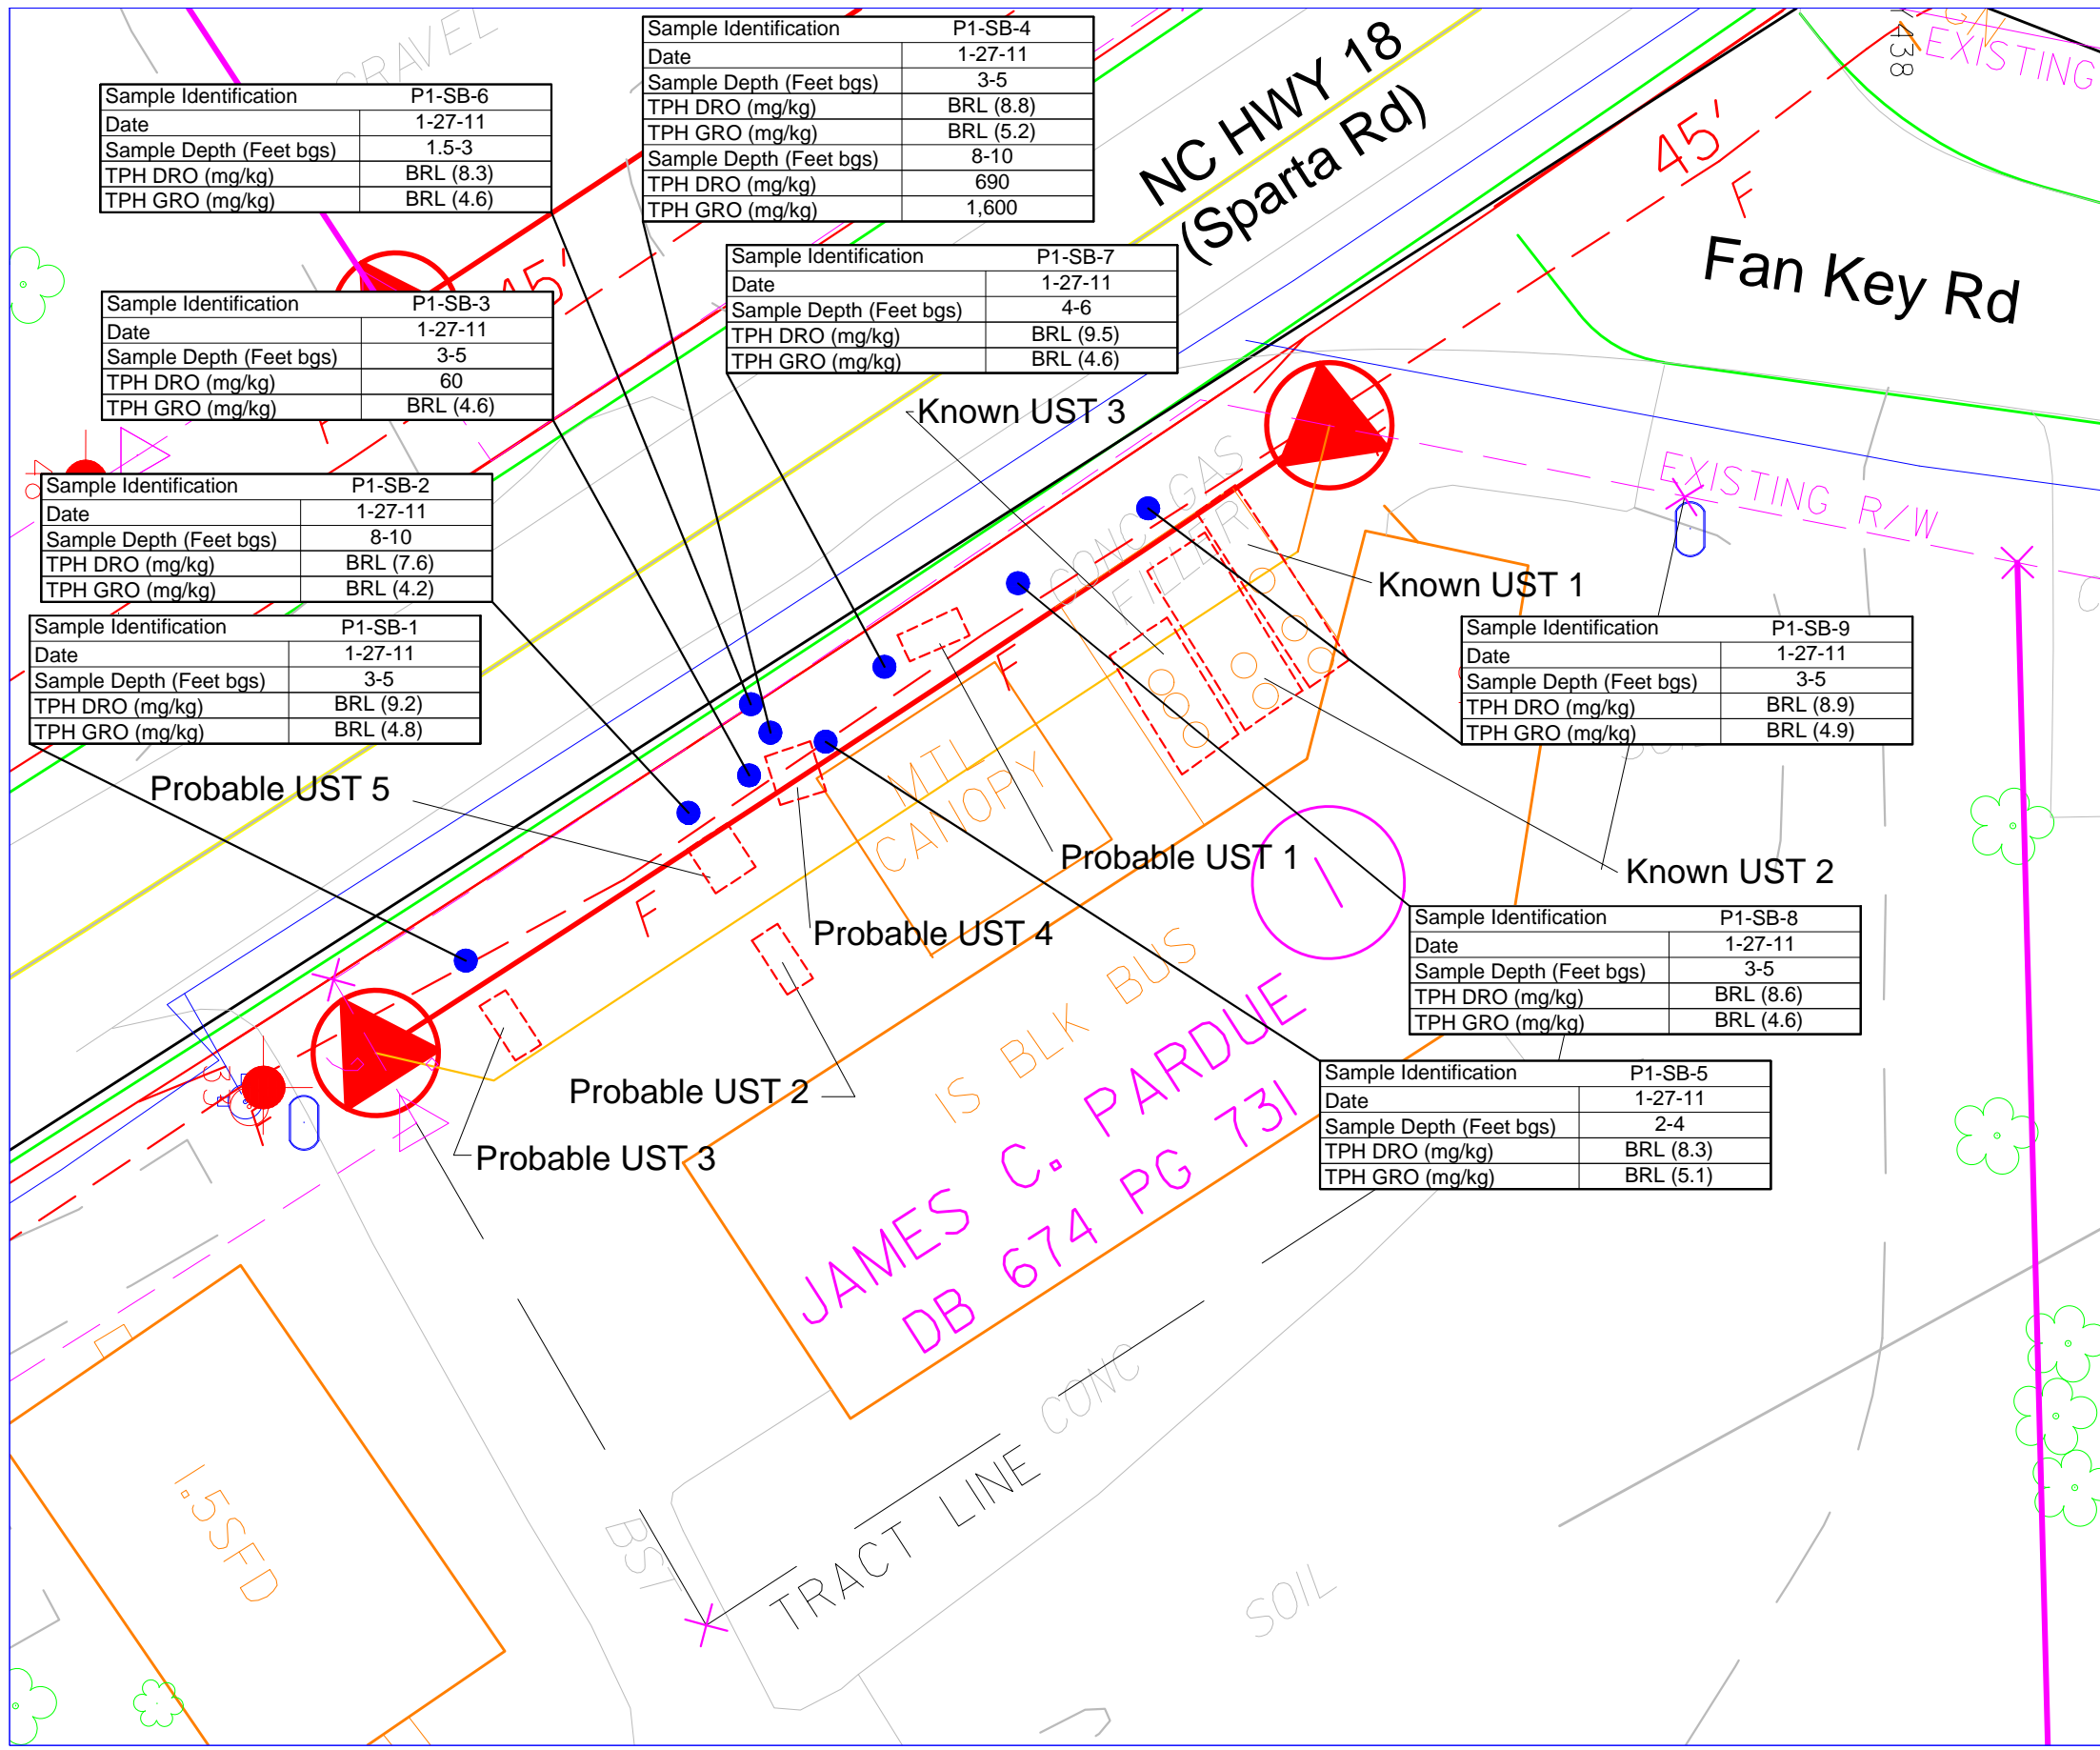 GRAVEL
Sample Identification P1-SB-6
Date 1-27-11
Sample Depth (Feet bgs) 1.5-3
TPH DRO (mg/kg) BRL (8.3)
TPH GRO (mg/kg) BRL (4.6)
Sample Identification P1-SB-4
Date 1-27-11
Sample Depth (Feet bgs) 3-5
TPH DRO (mg/kg) BRL (8.8)
TPH GRO (mg/kg) BRL (5.2)
Sample Depth (Feet bgs) 8-10
TPH DRO (mg/kg) 690
TPH GRO (mg/kg) 1,600
NC HWY 18
(Sparta Rd)
45'
F
EXISTING
Fan Key Rd
Sample Identification P1-SB-7
Date 1-27-11
Sample Depth (Feet bgs) 4-6
TPH DRO (mg/kg) BRL (9.5)
TPH GRO (mg/kg) BRL (4.6)
45'
Sample Identification P1-SB-3
Date 1-27-11
Sample Depth (Feet bgs) 3-5
TPH DRO (mg/kg) 60
TPH GRO (mg/kg) BRL (4.6)
Known UST 3
CONC GAS
FILLER
EXISTING R/W
Known UST 1
Sample Identification P1-SB-2
Date 1-27-11
Sample Depth (Feet bgs) 8-10
TPH DRO (mg/kg) BRL (7.6)
TPH GRO (mg/kg) BRL (4.2)
Sample Identification P1-SB-1
Date 1-27-11
Sample Depth (Feet bgs) 3-5
TPH DRO (mg/kg) BRL (9.2)
TPH GRO (mg/kg) BRL (4.8)
Sample Identification P1-SB-9
Date 1-27-11
Sample Depth (Feet bgs) 3-5
TPH DRO (mg/kg) BRL (8.9)
TPH GRO (mg/kg) BRL (4.9)
F
Probable UST 5
MTL
CANOPY
Probable UST 1
1
Known UST 2
F
Probable UST 4
Sample Identification P1-SB-8
Date 1-27-11
Sample Depth (Feet bgs) 3-5
TPH DRO (mg/kg) BRL (8.6)
TPH GRO (mg/kg) BRL (4.6)
Probable UST 2
IS BLK BUS
Probable UST 3
Sample Identification P1-SB-5
Date 1-27-11
Sample Depth (Feet bgs) 2-4
TPH DRO (mg/kg) BRL (8.3)
TPH GRO (mg/kg) BRL (5.1)
JAMES C. PARDUE
DB 674 PG 731
CONC
TRACT LINE
1.5SFD
BST
SOIL